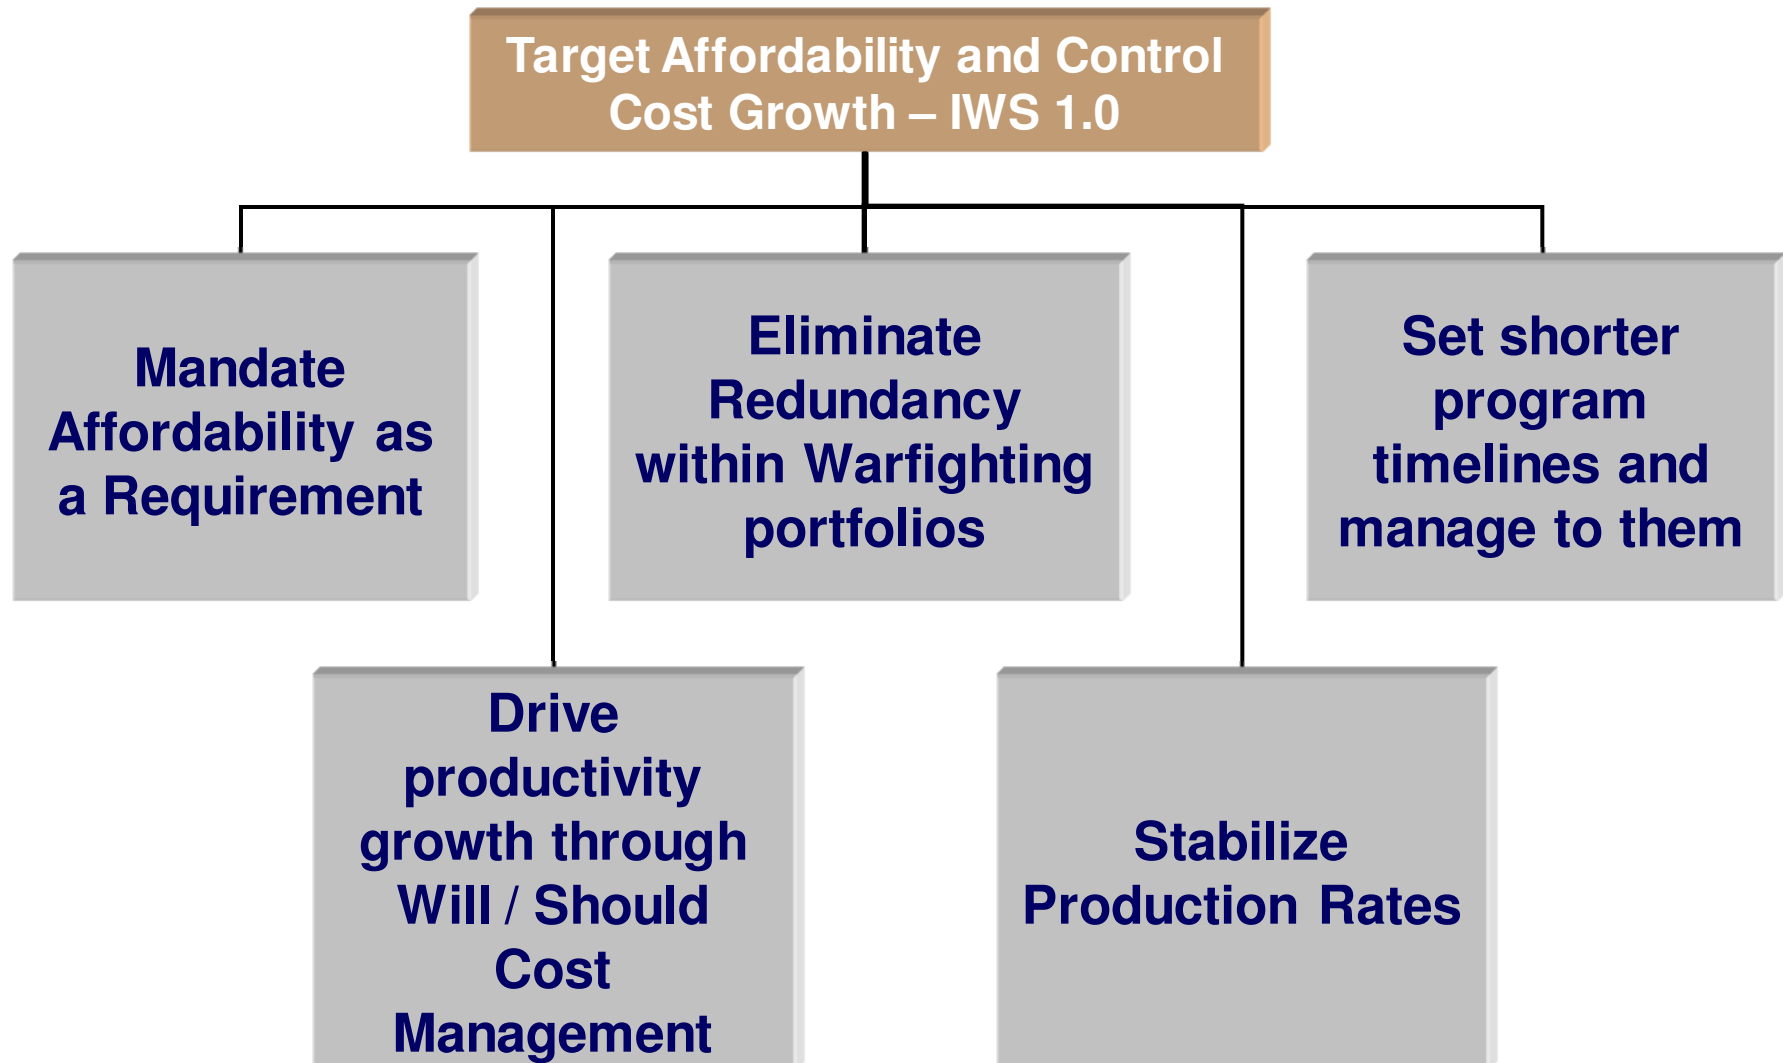 Target Affordability and Control
Cost Growth – IWS 1.0
Mandate
Affordability as
a Requirement
Eliminate
Redundancy
within Warfighting
portfolios
Set shorter
program
timelines and
manage to them
Drive
productivity
growth through
Will / Should
Cost
Management
Stabilize
Production Rates